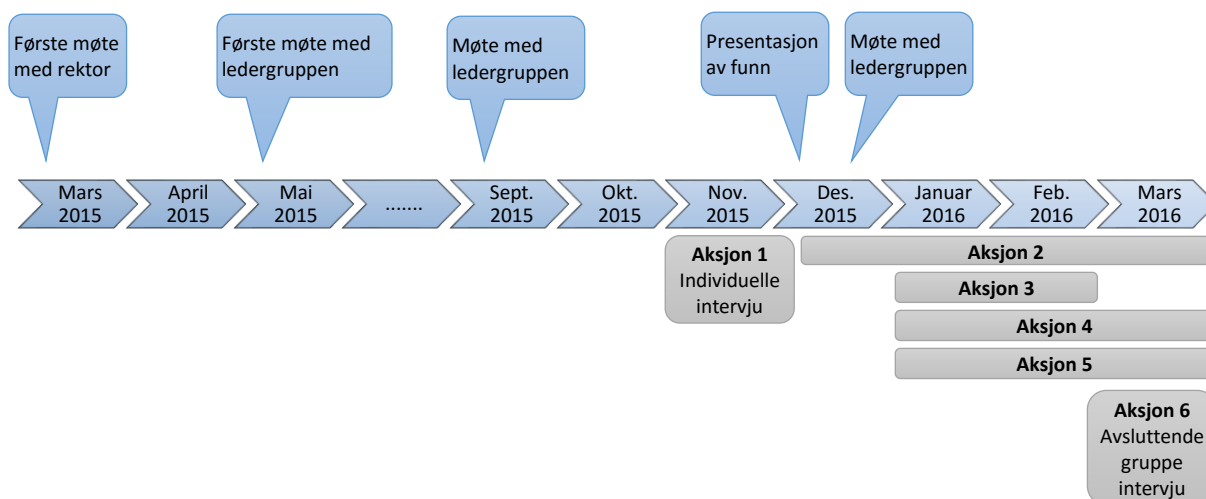 Første møte
med rektor
Første møte med
ledergruppen
Møte med
ledergruppen
Presentasjon
av funn
Møte med
ledergruppen
Mars
2015
April
2015
Mai
2015
.......
Sept.
2015
Okt.
2015
Nov.
2015
Des.
2015
Januar
2016
Feb.
2016
Mars
2016
Aksjon 1
Individuelle
intervju
Aksjon 2
Aksjon 3
Aksjon 4
Aksjon 5
Aksjon 6
Avsluttende
gruppe
intervju